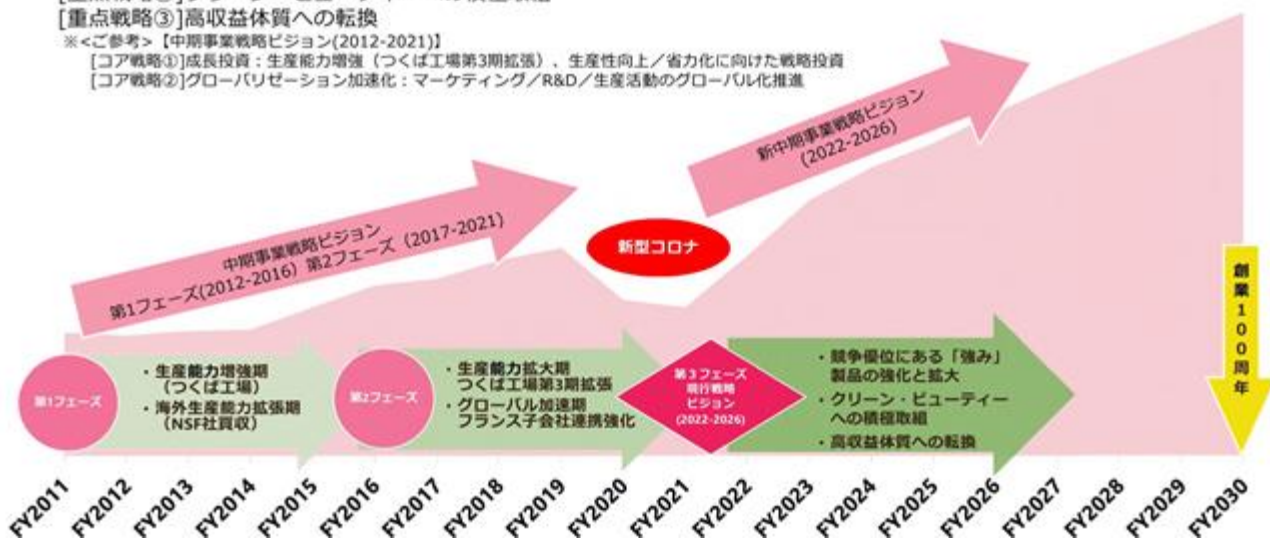 [重点戦略③]高収益体質への転換
※<ご参考>【中期事業戦略ビジョン(2012-2021)】
[コア戦略①]成長投資：生産能力増強（つくば工場第3期拡張）、生産性向上／省力化に向けた戦略投資
[コア戦略②]グローバリゼーション加速化：マーケティング／R&D／生産活動のグローバル化推進
新中期事業戦略ビジョン
(2022-2026)
中期事業戦略ビジョン
第1フェーズ(2012-2016) 第2フェーズ（2017-2021)
新型コロナ
創業100周年
第1フェーズ
・生産能力増強期
（つくば工場）
・海外生産能力拡張期
(NSF社買収)
第2フェーズ
・生産能力拡大期
つくば工場第3期拡張
・グローバル加速期
フランス子会社連携強化
第３フェーズ
現行戦略
ビジョン
(2022-2026)
・競争優位にある「強み」
製品の強化と拡大
・クリーン・ビューティー
への積極取組
・高収益体質への転換
FY2011 FY2012 FY2013 FY2014 FY2015 FY2016 FY2017 FY2018 FY2019 FY2020 FY2021 FY2022 FY2023 FY2024 FY2025 FY2026 FY2027 FY2028 FY2029 FY2030